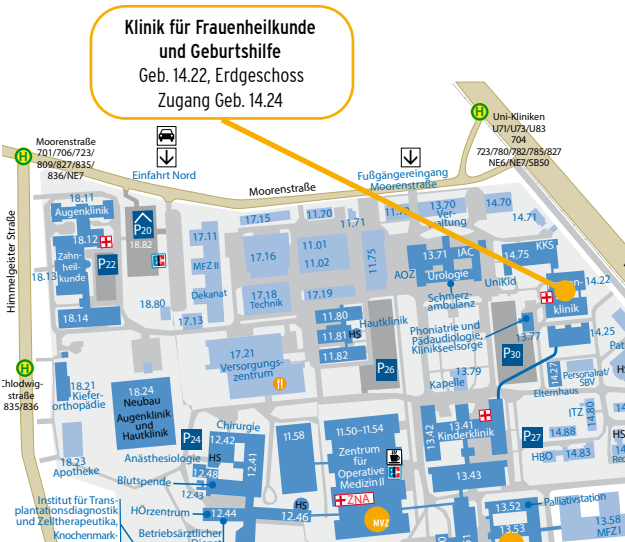 Klinik für Frauenheilkunde
und Geburtshilfe
Geb. 14.22, Erdgeschoss
Zugang Geb. 14.24
H
Uni-Kliniken
U71/U73/U83
704
723/780/782/785/827
NE6/NE7/SB50
H
Moorenstraße
701/706/723/
809/827/835/
836/NE7
Einfahrt Nord
Fußgängereingang
Moorenstraße
Moorenstraße
Himmelgeister Straße
18.11
Augenklinik
P20
18.82
18.12
Zahn-
heil-
kunde
P22
18.13
18.14
18.80
17.11
MFZ II
Dekanat
17.13
17.15
17.16
17.18
Technik
11.70
11.71
11.01
11.02
17.19
11.75
13.70
Ver-
waltung
14.70
14.71
13.71
IAC
AOZ
Urologie
14.75
KKS
UniKid
14.22
klinik
Schmerz-
ambulanz
11.80
11.81
HS
11.82
Hautklinik
P26
Phoniatrie und
Pädaudiologie,
Klinikseelsorge
13.77
P30
14.25
H
straße
835/836
17.21
Versorgungs-
zentrum
13.79
Kapelle
14.27
Personalrat/
SBV
Elternhaus
18.21
Kiefer-
orthopädie
18.24
Neubau
Augenklinik
und
Hautklinik
P24
Chirurgie
12.42
Anästhesiologie
HS
12.41
12.48
Blutspende
12.43
11.58
11.50–11.54
Zentrum
für
Operative
Medizin II
ZNA
13.42
13.41
Kinderklinik
13.43
P27
ITZ
14.80
14.88
HBO
14.83
HS
18.23
Apotheke
Institut für Trans-
plantationsdiagnostik
und Zelltherapeutika,
Knochenmark-
HÖrzentrum
12.44
Betriebsärztlicher
HS
12.46
MVZ
13.52
Palliativstation
13.53
13.58
MFZ I